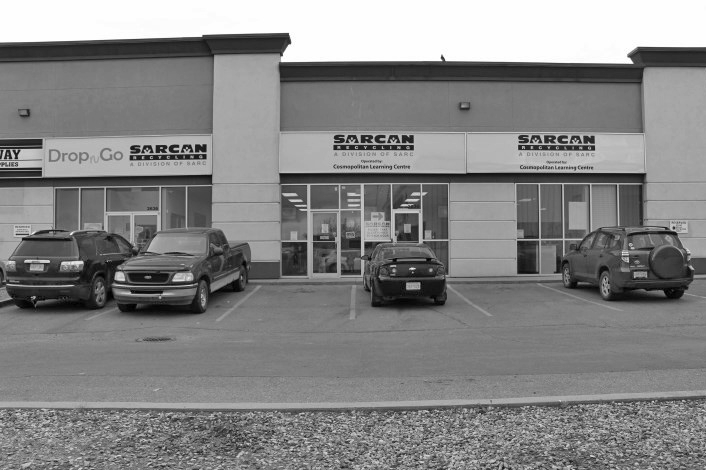 WAY
PPLIES
Drop n Go
SARCAN
RECYCLING
A DIVISION OF SARC
SARCAN
RECYCLING
A DIVISION OF SARC
Operated by:
Cosmopolitan Learning Centre
SARCAN
RECYCLING
A DIVISION OF SARC
Operated by:
Cosmopolitan Learning Centre